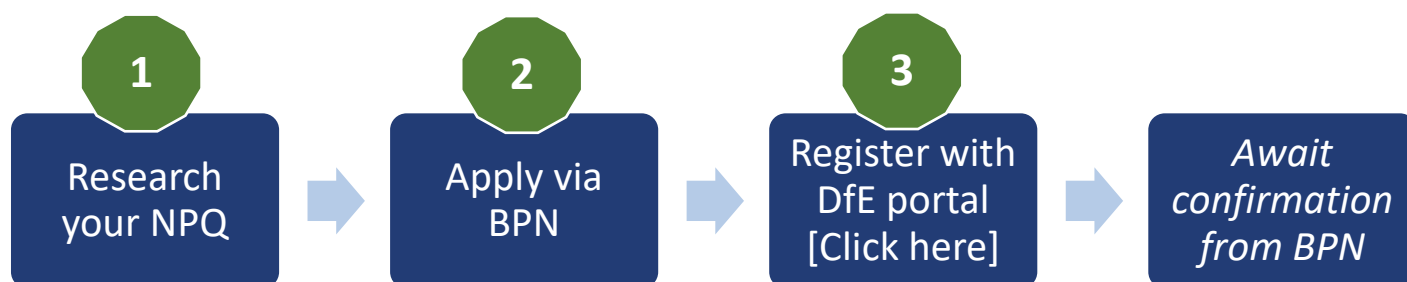 1
Research
your NPQ
2
Apply via
BPN
3
Register with
DfE portal
[Click here]
Await
confirmation
from BPN